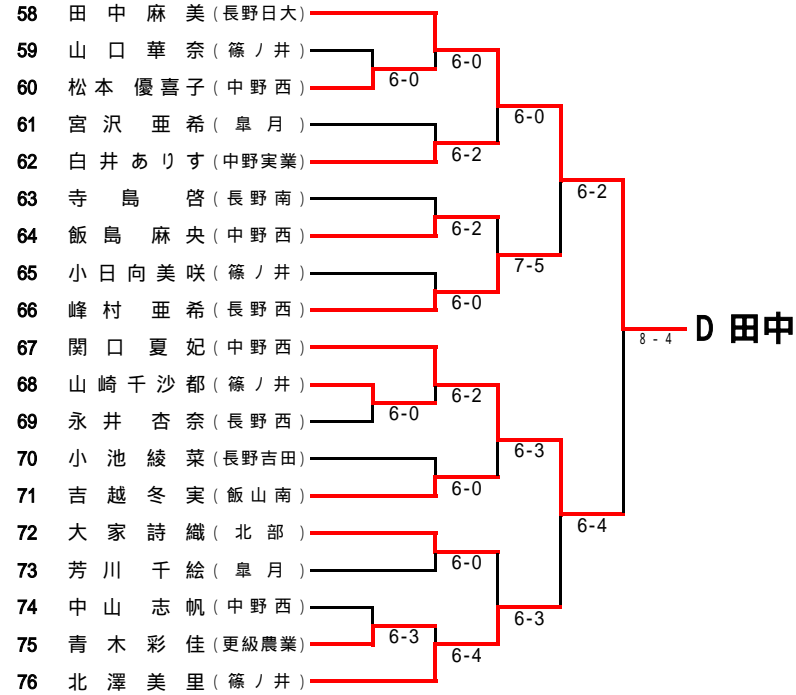 58 田中麻美(長野日大)
59 山口華奈(篠ノ井)
6-0
60 松本優喜子(中野西)
6-0
61 宮沢亜希(皐月)
6-0
62 白井ありす(中野実業)
6-2
63 寺島啓(長野南)
6-2
64 飯島麻央(中野西)
6-2
65 小日向美咲(篠ノ井)
7-5
66 峰村亜希(長野西)
6-0
D 田中
8-4
67 関口夏妃(中野西)
68 山崎千沙都(篠ノ井)
6-2
69 永井杏奈(長野西)
6-0
70 小池綾菜(長野吉田)
6-3
71 吉越冬実(飯山南)
6-0
72 大家詩織(北部)
6-4
73 芳川千絵(皐月)
6-0
74 中山志帆(中野西)
6-3
75 青木彩佳(更級農業)
6-3
76 北澤美里(篠ノ井)
6-4